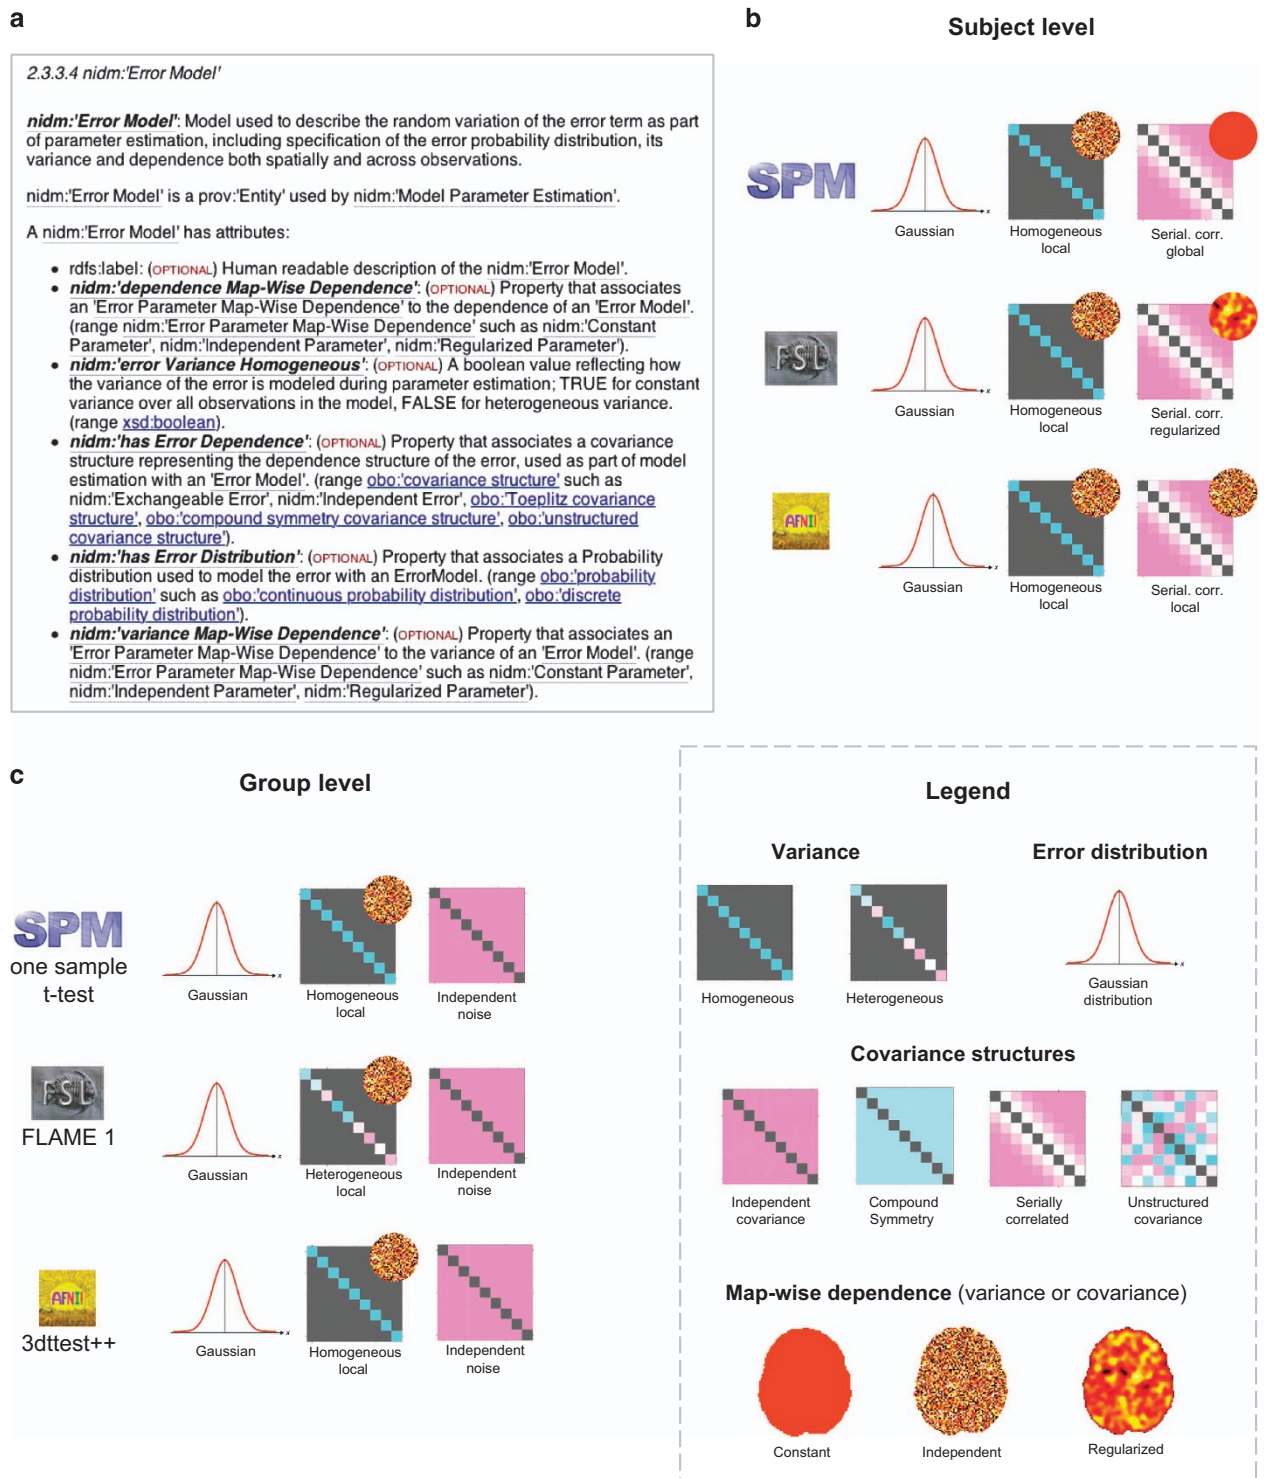 a
2.3.3.4 nidm:'Error Model'
nidm:'Error Model': Model used to describe the random variation of the error term as part
of parameter estimation, including specification of the error probability distribution, its
variance and dependence both spatially and across observations.
nidm:'Error Model' is a prov:'Entity' used by nidm:'Model Parameter Estimation'.
A nidm:'Error Model' has attributes:
• rdfs:label: (OPTIONAL) Human readable description of the nidm:'Error Model'.
• nidm:'dependence Map-Wise Dependence': (OPTIONAL) Property that associates
an 'Error Parameter Map-Wise Dependence' to the dependence of an 'Error Model'.
(range nidm:'Error Parameter Map-Wise Dependence' such as nidm:'Constant
Parameter', nidm:'Independent Parameter', nidm:'Regularized Parameter').
• nidm:'error Variance Homogeneous': (OPTIONAL) A boolean value reflecting how
the variance of the error is modeled during parameter estimation; TRUE for constant
variance over all observations in the model, FALSE for heterogeneous variance.
(range xsd:boolean).
• nidm:'has Error Dependence': (OPTIONAL) Property that associates a covariance
structure representing the dependence structure of the error, used as part of model
estimation with an 'Error Model'. (range obo:'covariance structure' such as
nidm:'Exchangeable Error', nidm:'Independent Error', obo:'Toeplitz covariance
structure', obo:'compound symmetry covariance structure', obo:'unstructured
covariance structure').
• nidm:'has Error Distribution': (OPTIONAL) Property that associates a Probability
distribution used to model the error with an ErrorModel. (range obo:'probability
distribution' such as obo:'continuous probability distribution', obo:'discrete
probability distribution').
• nidm:'variance Map-Wise Dependence': (OPTIONAL) Property that associates an
'Error Parameter Map-Wise Dependence' to the variance of an 'Error Model'. (range
nidm:'Error Parameter Map-Wise Dependence' such as nidm:'Constant Parameter',
nidm:'Independent Parameter', nidm:'Regularized Parameter').
b
Subject level
SPM
x
Gaussian
Homogeneous
local
Serial. corr.
global
FSL
x
Gaussian
Homogeneous
local
Serial. corr.
regularized
AFNI!
x
Gaussian
Homogeneous
local
Serial. corr.
local
c
Group level
SPM
one sample
t-test
x
Gaussian
Homogeneous
local
Independent
noise
FSL
FLAME 1
x
Gaussian
Heterogeneous
local
Independent
noise
AFNI!
3dttest++
x
Gaussian
Homogeneous
local
Independent
noise
Legend
Variance
Homogeneous
Heterogeneous
Error distribution
x
Gaussian
distribution
Covariance structures
Independent
covariance
Compound
Symmetry
Serially
correlated
Unstructured
covariance
Map-wise dependence (variance or covariance)
Constant
Independent
Regularized